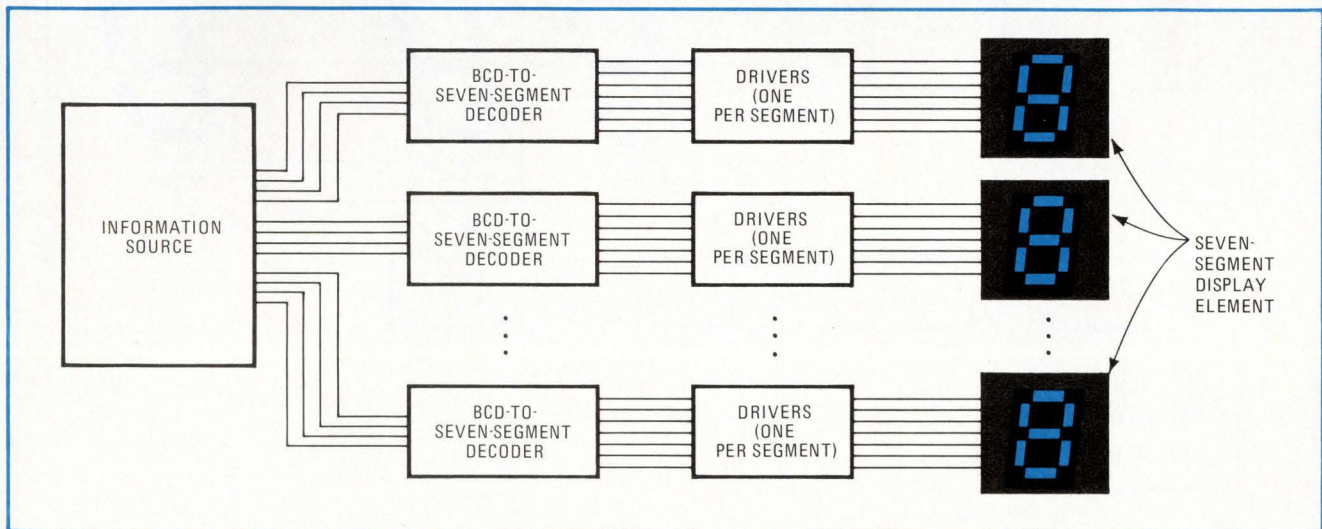 INFORMATION
SOURCE
BCD-TO-
SEVEN-SEGMENT
DECODER
DRIVERS
(ONE
PER SEGMENT)
BCD-TO-
SEVEN-SEGMENT
DECODER
DRIVERS
(ONE
PER SEGMENT)
SEVEN-
SEGMENT
DISPLAY
ELEMENT
BCD-TO-
SEVEN-SEGMENT
DECODER
DRIVERS
(ONE
PER SEGMENT)